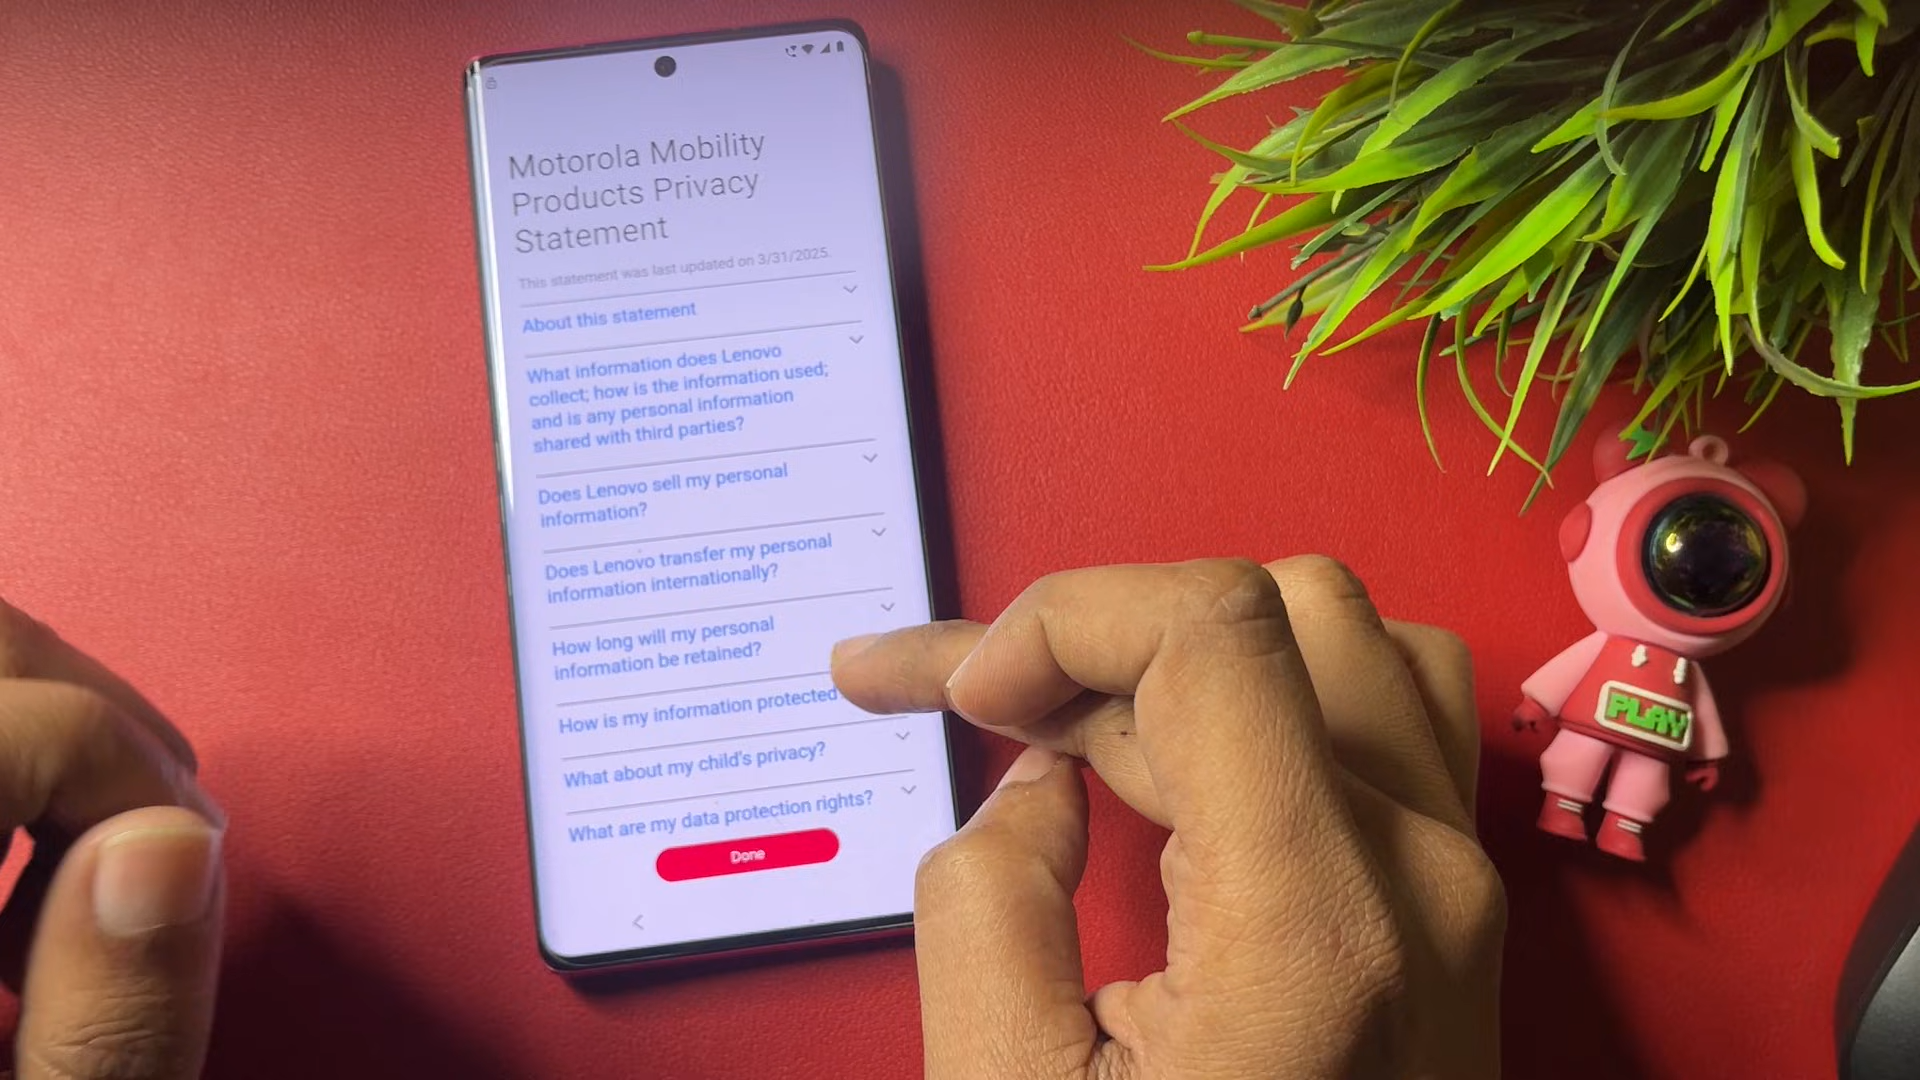 Motorola Mobility
Products Privacy
Statement
This statement was last updated on 3/31/2025.
About this statement
What information does Lenovo
collect; how is the information used;
and is any personal information
shared with third parties?
Does Lenovo sell my personal
information?
Does Lenovo transfer my personal
information internationally?
How long will my personal
information be retained?
How is my information protected
What about my child's privacy?
What are my data protection rights?
Done
PLAY